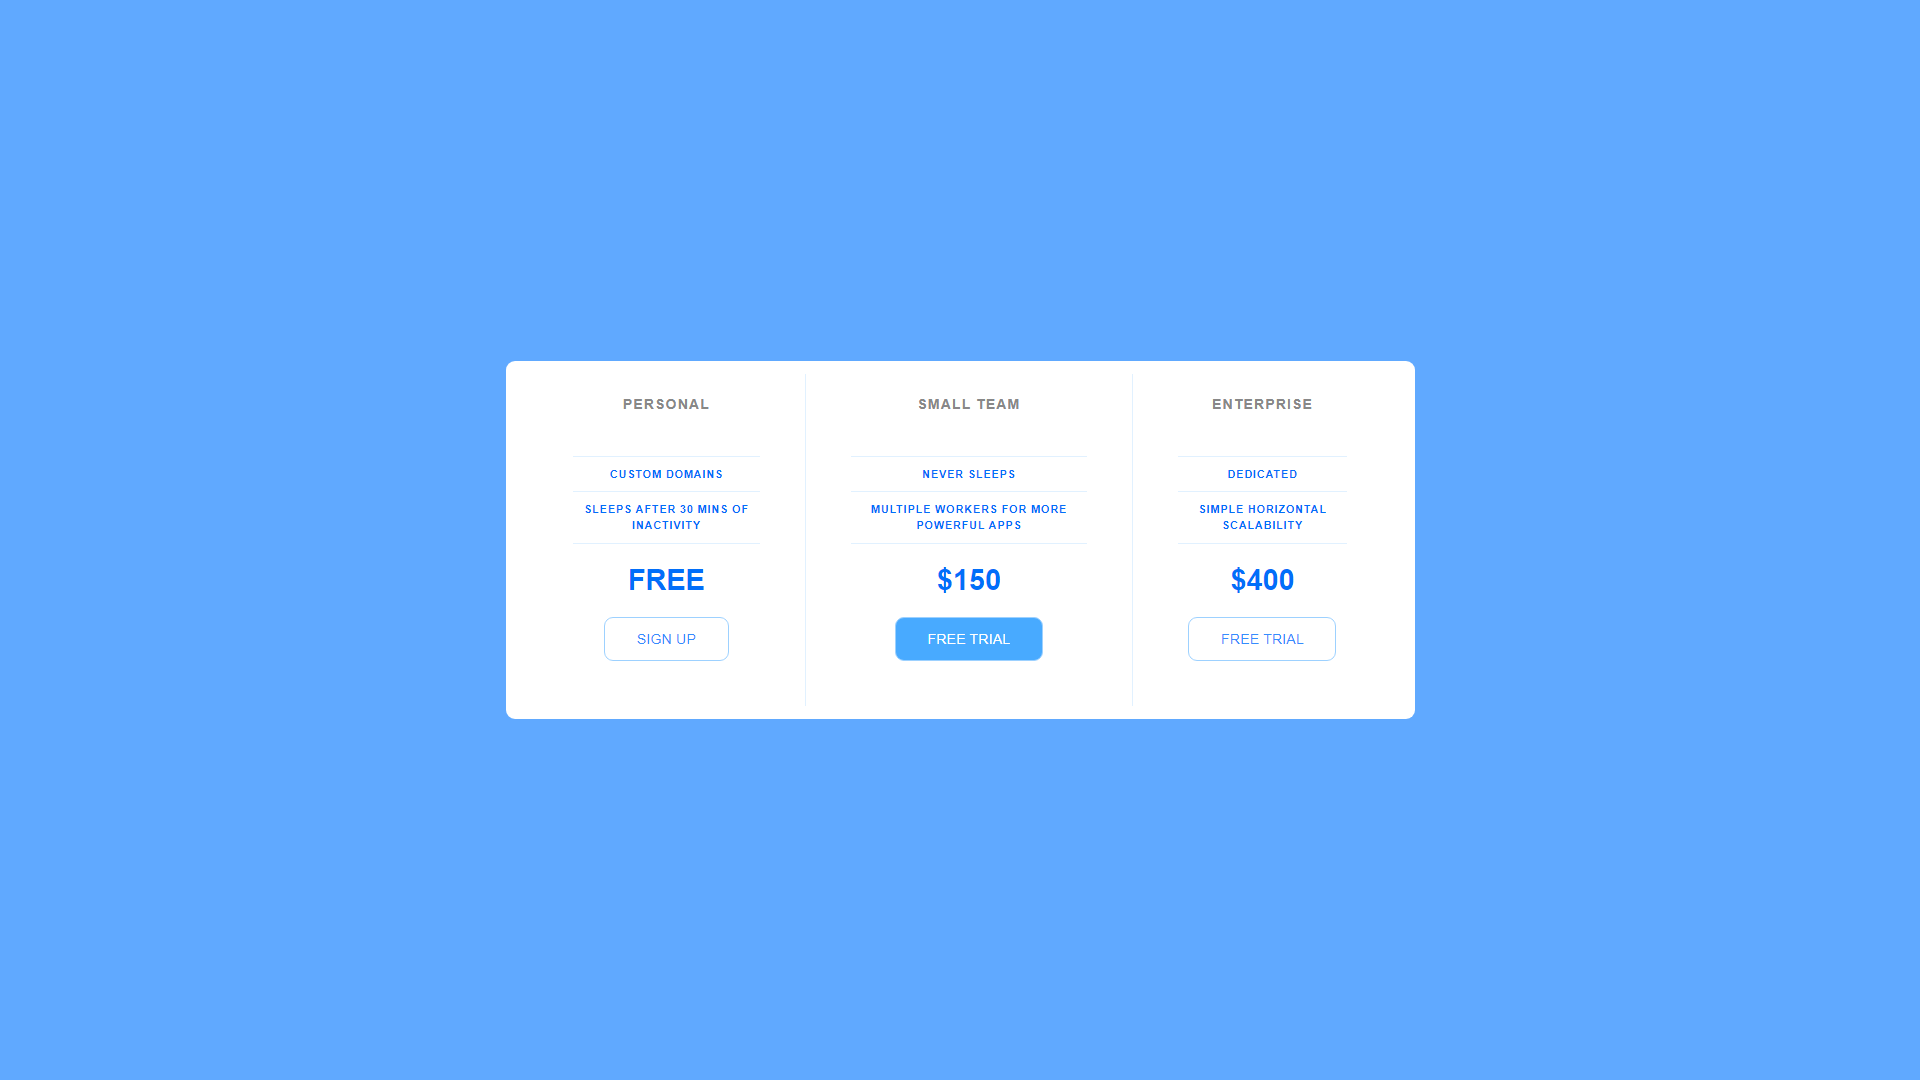 PERSONAL
CUSTOM DOMAINS
SLEEPS AFTER 30 MINS OF
INACTIVITY
FREE
SIGN UP
SMALL TEAM
NEVER SLEEPS
MULTIPLE WORKERS FOR MORE
POWERFUL APPS
$150
FREE TRIAL
ENTERPRISE
DEDICATED
SIMPLE HORIZONTAL
SCALABILITY
$400
FREE TRIAL